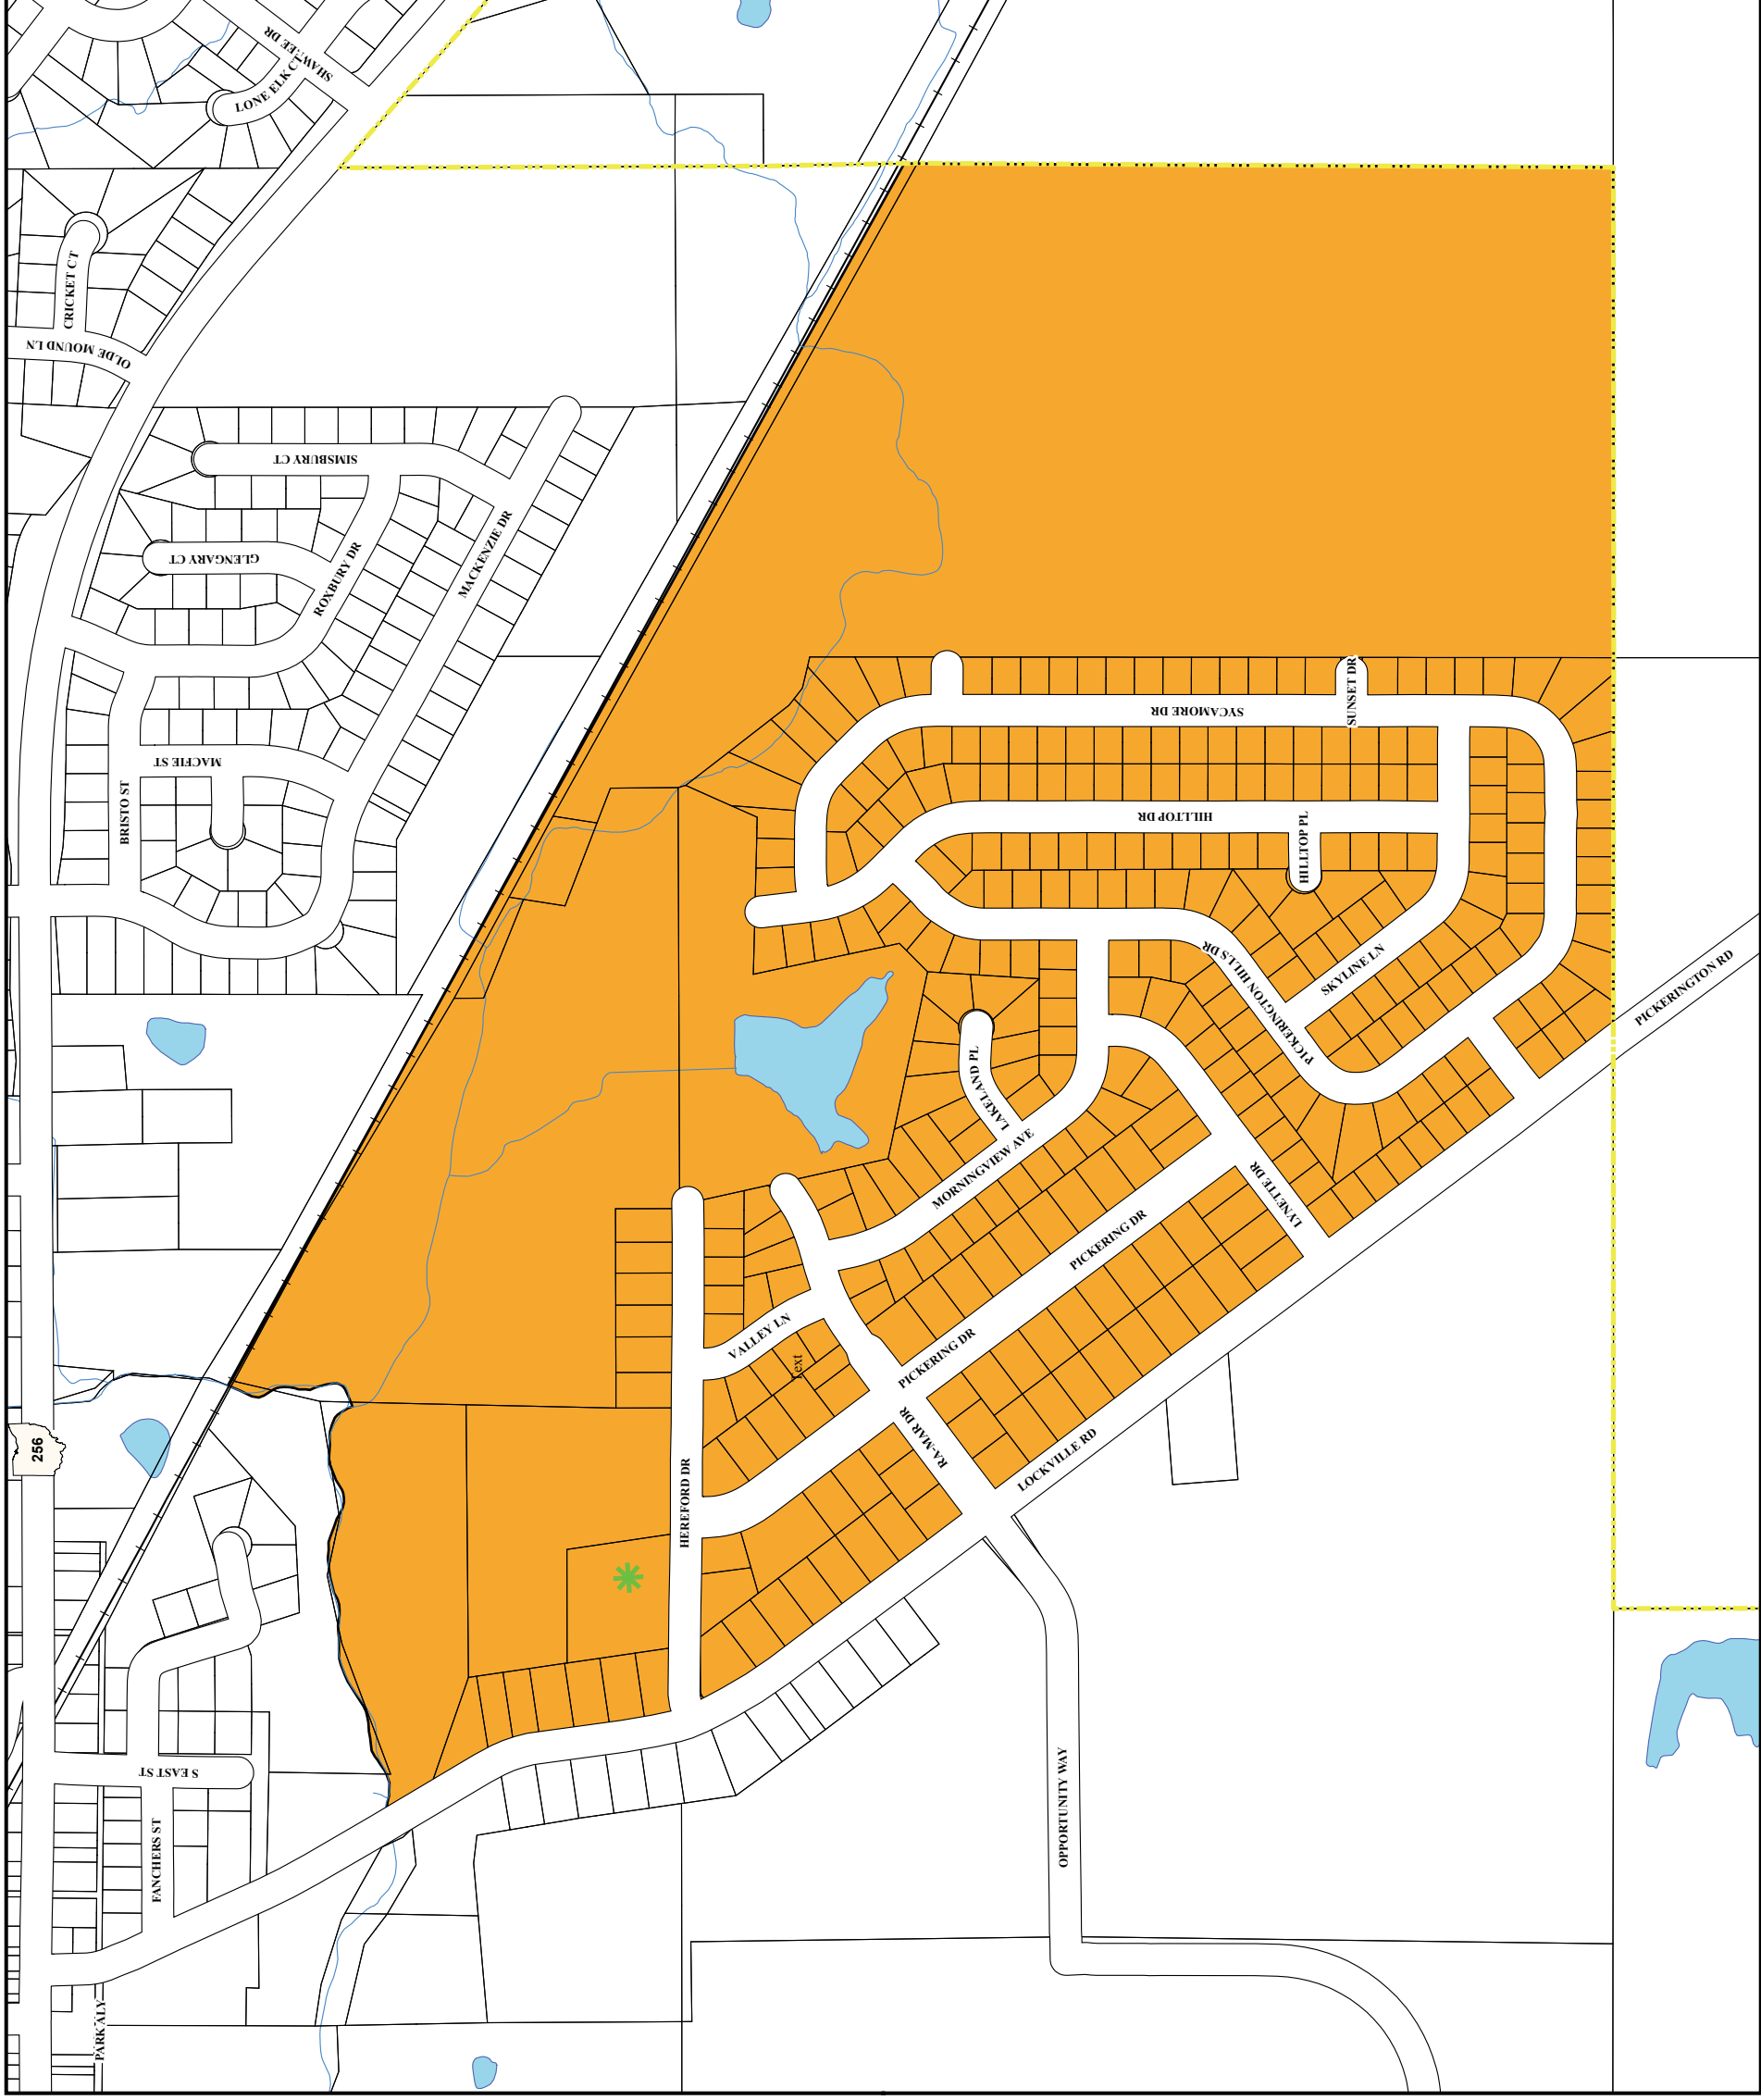 SHAWNEE DR
LONE ELK CT
CRICKET CT
OLDE MOUND LN
SIMSBURY CT
GLENGARY CT
ROXBURY DR
MACKENZIE DR
MACFIE ST
BRISTO ST
SUNSET DR
SYCAMORE DR
HILLTOP DR
HILLTOP PL
PICKERINGTON HILLS DR
SKYLINE LN
PICKERINGTON RD
LAKELAND PL
MORNINGVIEW AVE
LYNETTE DR
PICKERING DR
VALLEY LN
Text
PICKERING DR
RA-MAR DR
LOCKVILLE RD
256
HEREFORD DR
S EAST ST
FANCHERS ST
OPPORTUNITY WAY
PARK ALY